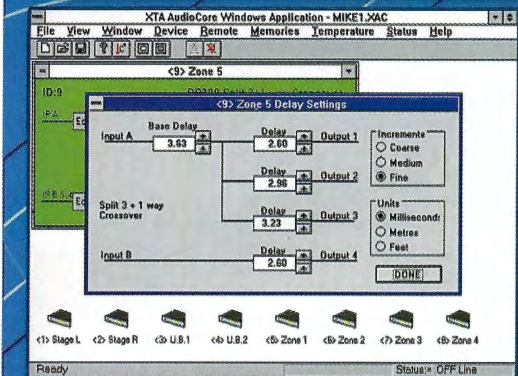 XTA AudioCore Windows Application - MIKE1.XAC
File View Window Device Remote Memories Temperature Status Help
<9> Zone 5
ID:9
<9> Zone 5 Delay Settings
Input A
Base Delay
3.63
Delay
2.60
Output 1
Delay
2.96
Output 2
Delay
3.23
Output 3
Split 3 + 1 way
Crossover
Input B
Delay
2.60
Output 4
Increments
Coarse
Medium
Fine
Units
Milliseconds
Metres
Feet
DONE
<1> Stage L <2> Stage R <3> U.B.1 <4> U.B.2 <5> Zone 1 <6> Zone 2 <7> Zone 3 <8> Zone 4
Ready
Status:= OFF Line